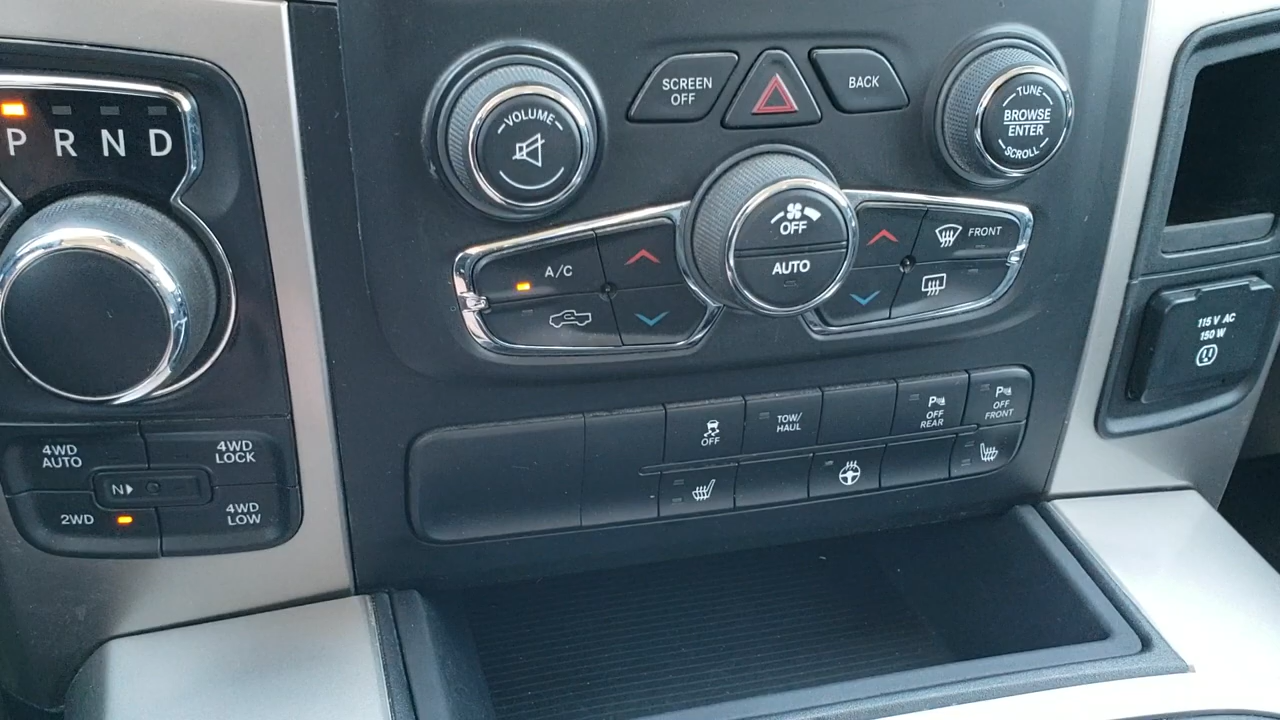 P R N D
4WD
AUTO
4WD
LOCK
N
2WD
4WD
LOW
VOLUME
SCREEN
OFF
BACK
TUNE
BROWSE
ENTER
SCROLL
A/C
OFF
AUTO
FRONT
OFF
TOW/
HAUL
P
OFF
REAR
P
OFF
FRONT
115 V AC
150 W